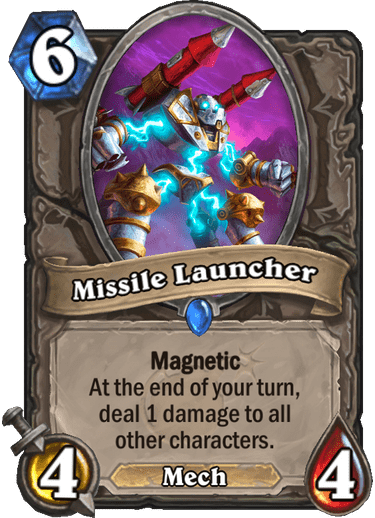 6
Missile Launcher
Magnetic
At the end of your turn,
deal 1 damage to all
other characters.
4
Mech
4